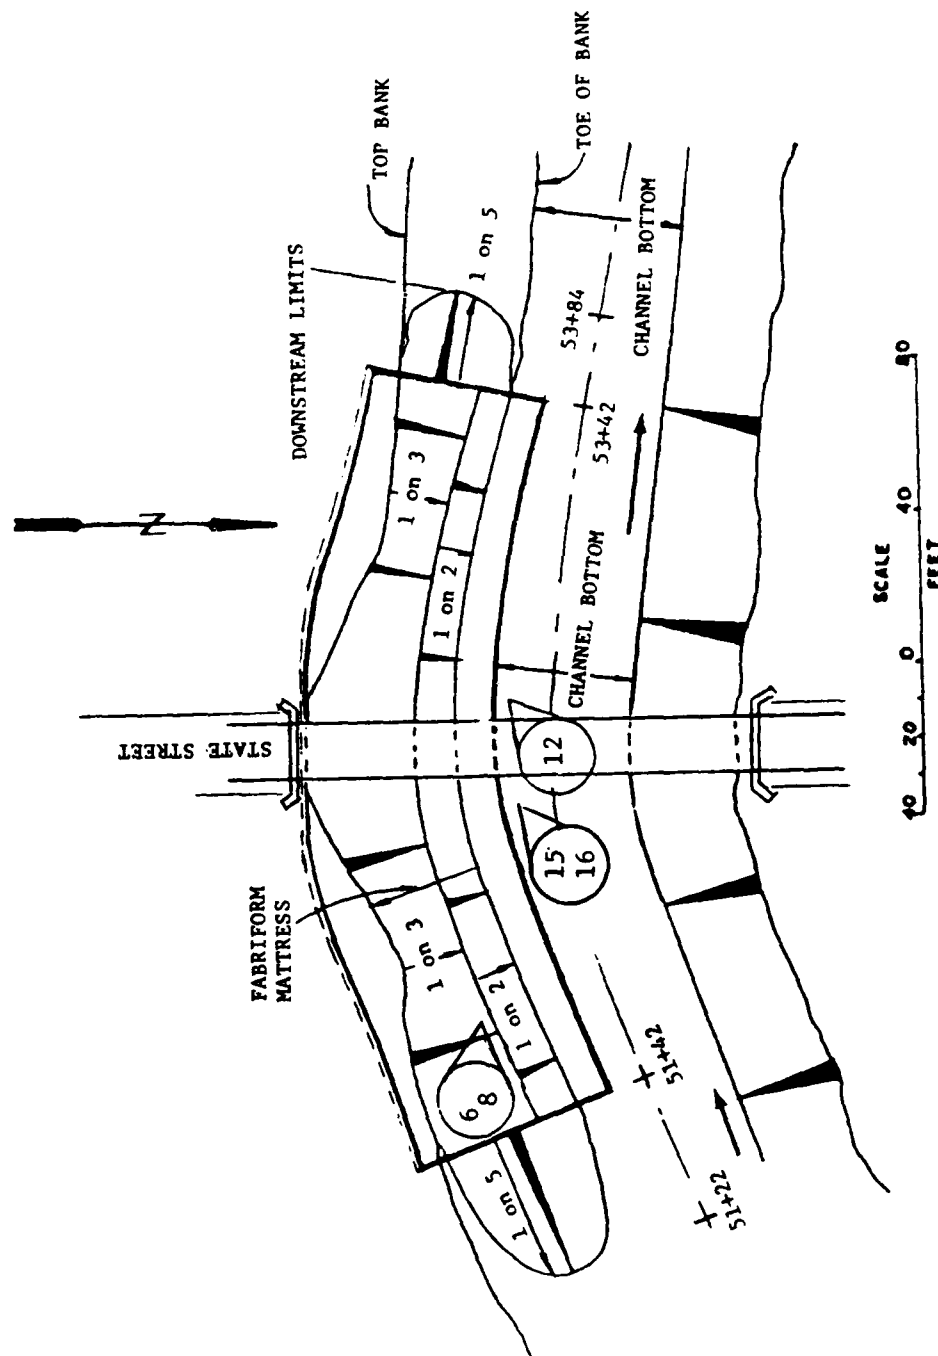 TOP BANK
TOE OF BANK
DOWNSTREAM LIMITS
1 on 5
N
1 on 3
1 on 2
53+84
53+42
CHANNEL BOTTOM
CHANNEL BOTTOM
STATE STREET
12
15
16
FABRIFORM
MATTRESS
1 on 3
1 on 2
6
8
1 on 5
51+42
51+22
SCALE
40 20 0 40 80
FEET